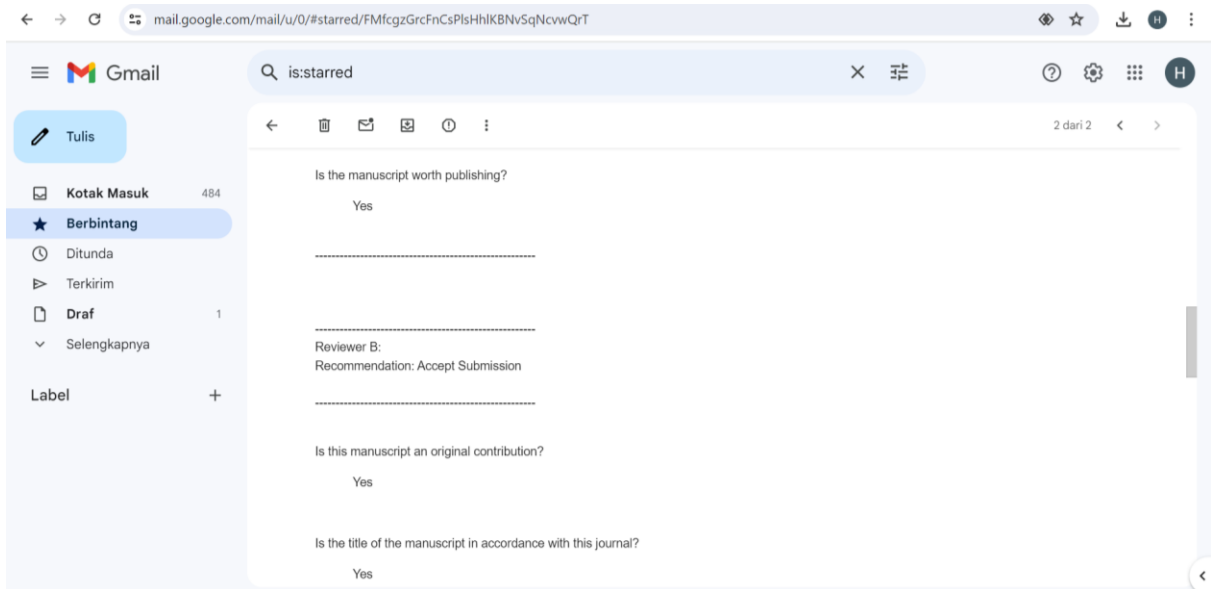 mail.google.com/mail/u/0/#starred/FMfcgzGrcFnCsPlsHhlKBNvSqNcvwQrT
H
Gmail
is:starred
H
Tulis
2 dari 2
Kotak Masuk 484
Berbintang
Ditunda
Terkirim
Draf 1
Selengkapnya
Label
Is the manuscript worth publishing?
Yes
------------------------------------------------------
------------------------------------------------------
Reviewer B:
Recommendation: Accept Submission
------------------------------------------------------
Is this manuscript an original contribution?
Yes
Is the title of the manuscript in accordance with this journal?
Yes